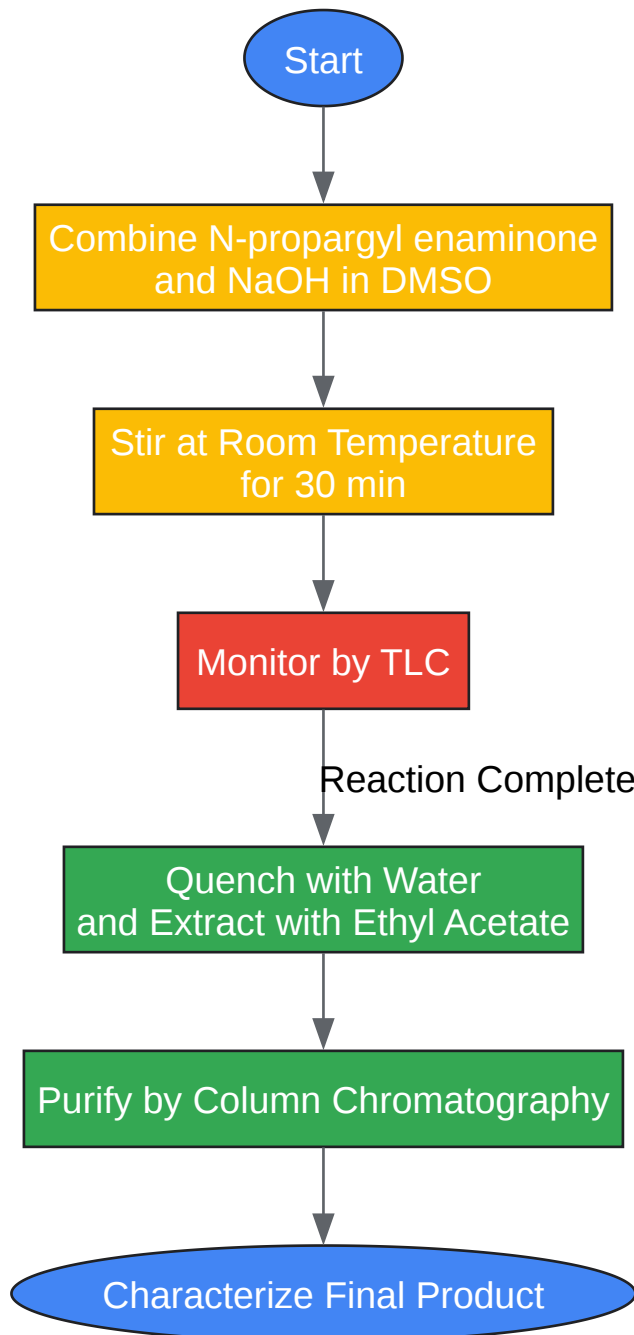 Start
Combine N-propargyl enaminone
and NaOH in DMSO
Stir at Room Temperature
for 30 min
Monitor by TLC
Reaction Complete
Quench with Water
and Extract with Ethyl Acetate
Purify by Column Chromatography
Characterize Final Product